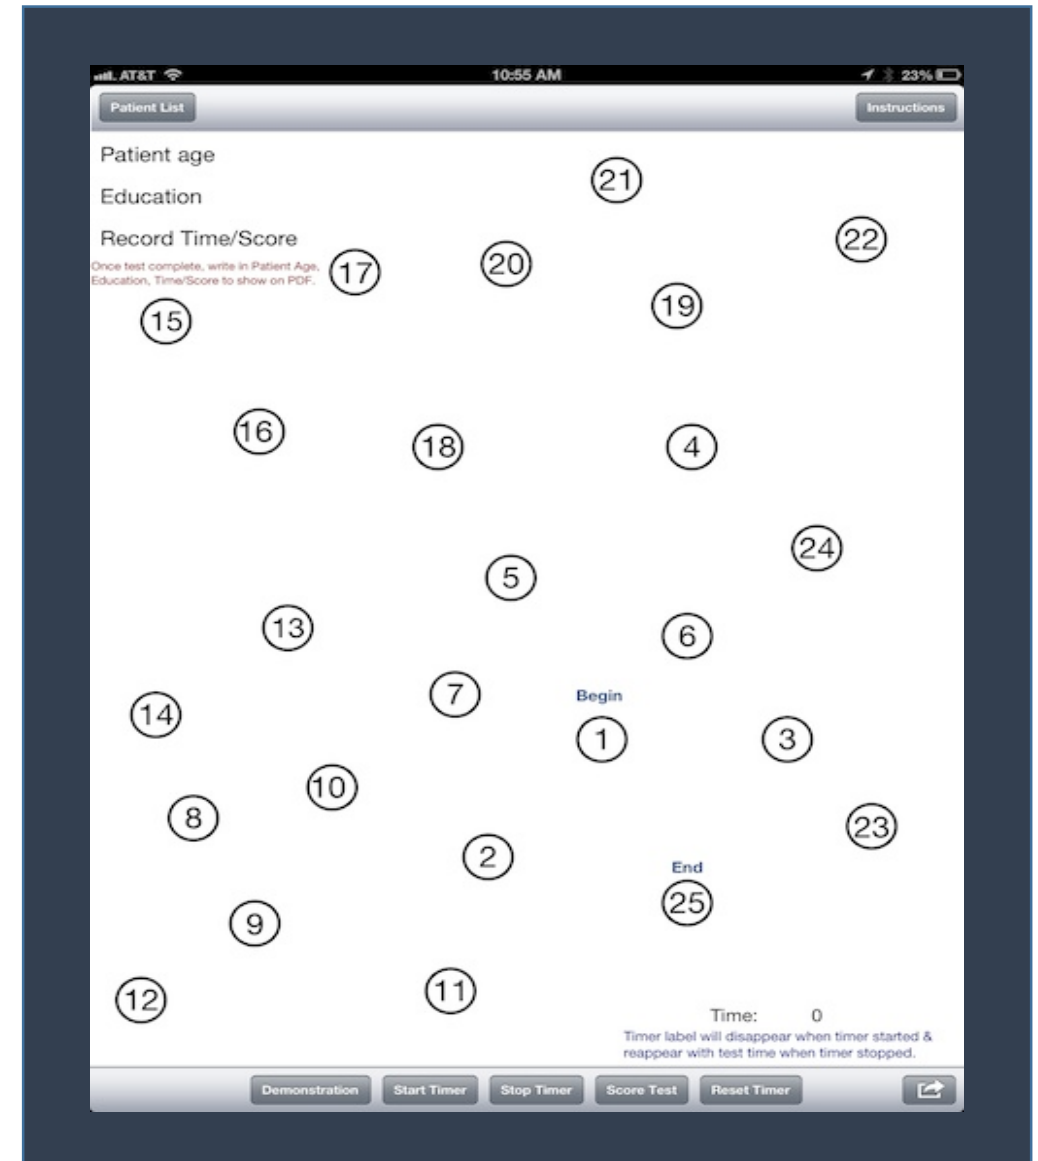 AT&T 10:55 AM 23%
Patient List Instructions
Patient age
21
Education
22
Record Time/Score
20
17
Once test complete, write in Patient Age,
Education, Time/Score to show on PDF.
19
15
16
18
4
24
5
13
6
7
Begin
14
1
3
10
8
23
2
End
25
9
11
12
Time: 0
Timer label will disappear when timer started &
reappear with test time when timer stopped.
Demonstration Start Timer Stop Timer Score Test Reset Timer